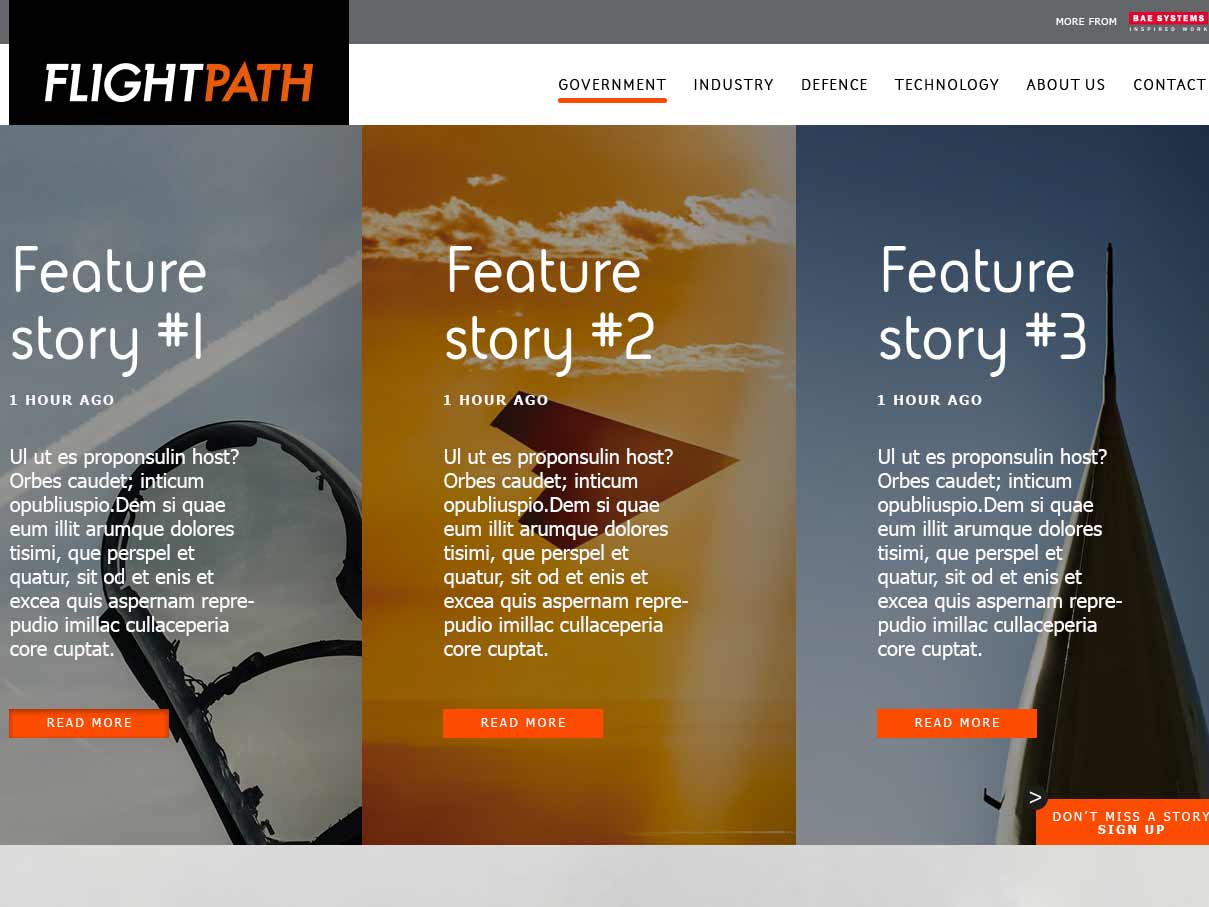 MORE FROM
BAE SYSTEMS
INSPIRED WORK
FLIGHTPATH
GOVERNMENT INDUSTRY DEFENCE TECHNOLOGY ABOUT US CONTACT
Feature
story #1
1 HOUR AGO
Ul ut es proponsulin host?
Orbes caudet; inticum
opubliuspio.Dem si quae
eum illit arumque dolores
tisimi, que perspel et
quatur, sit od et enis et
excea quis aspernam repre-
pudio imillac cullaceperia
core cuptat.
READ MORE
Feature
story #2
1 HOUR AGO
Ul ut es proponsulin host?
Orbes caudet; inticum
opubliuspio.Dem si quae
eum illit arumque dolores
tisimi, que perspel et
quatur, sit od et enis et
excea quis aspernam repre-
pudio imillac cullaceperia
core cuptat.
READ MORE
Feature
story #3
1 HOUR AGO
Ul ut es proponsulin host?
Orbes caudet; inticum
opubliuspio.Dem si quae
eum illit arumque dolores
tisimi, que perspel et
quatur, sit od et enis et
excea quis aspernam repre-
pudio imillac cullaceperia
core cuptat.
READ MORE
>
DON’T MISS A STORY
SIGN UP